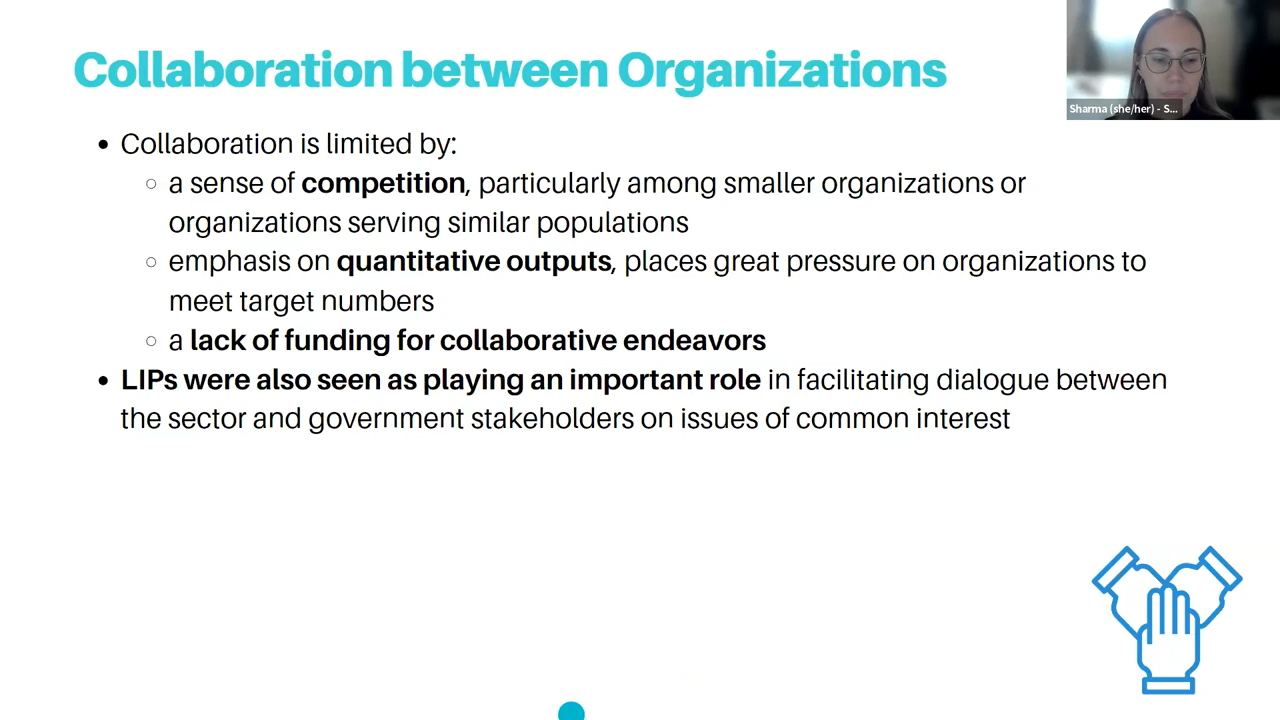 Collaboration between Organizations
Sharma (she/her) - S...
• Collaboration is limited by:
○ a sense of competition, particularly among smaller organizations or
organizations serving similar populations
○ emphasis on quantitative outputs, places great pressure on organizations to
meet target numbers
○ a lack of funding for collaborative endeavors
• LIPs were also seen as playing an important role in facilitating dialogue between
the sector and government stakeholders on issues of common interest